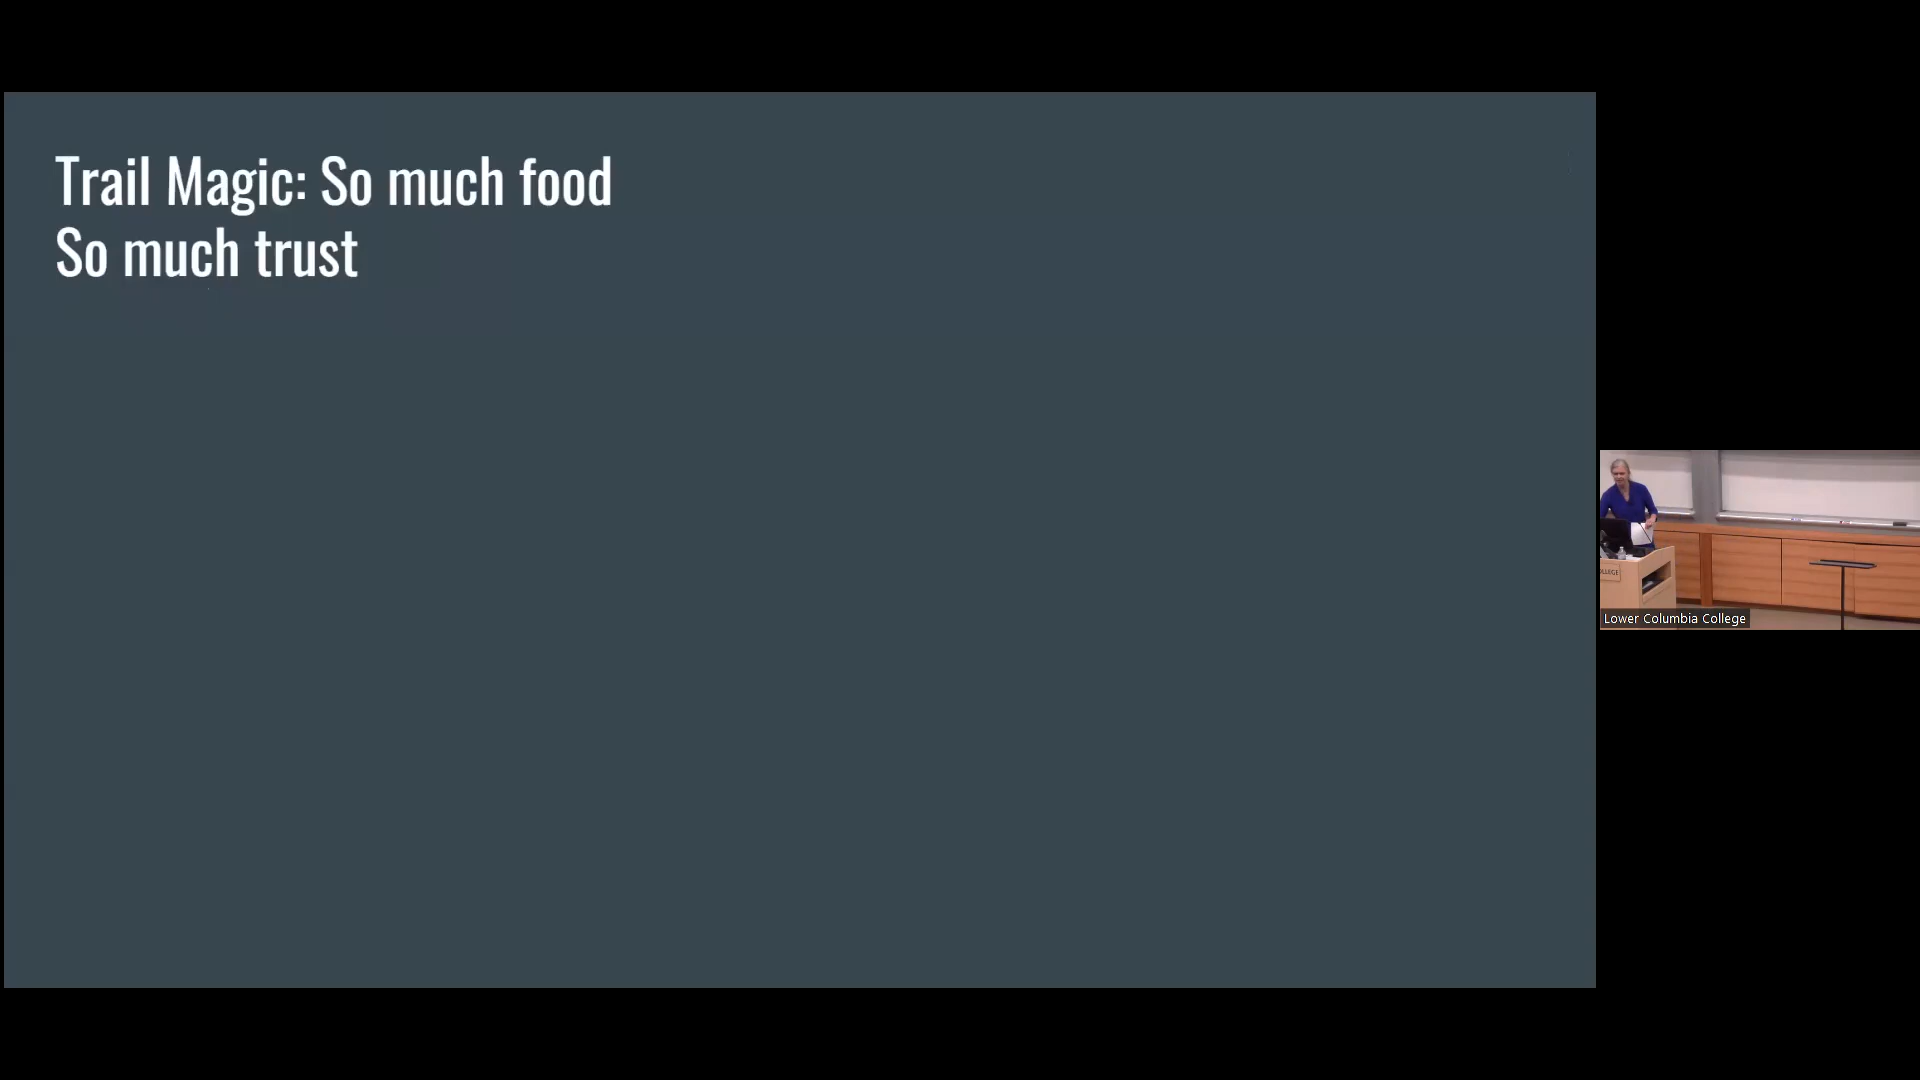 Trail Magic: So much food
So much trust
Lower Columbia College